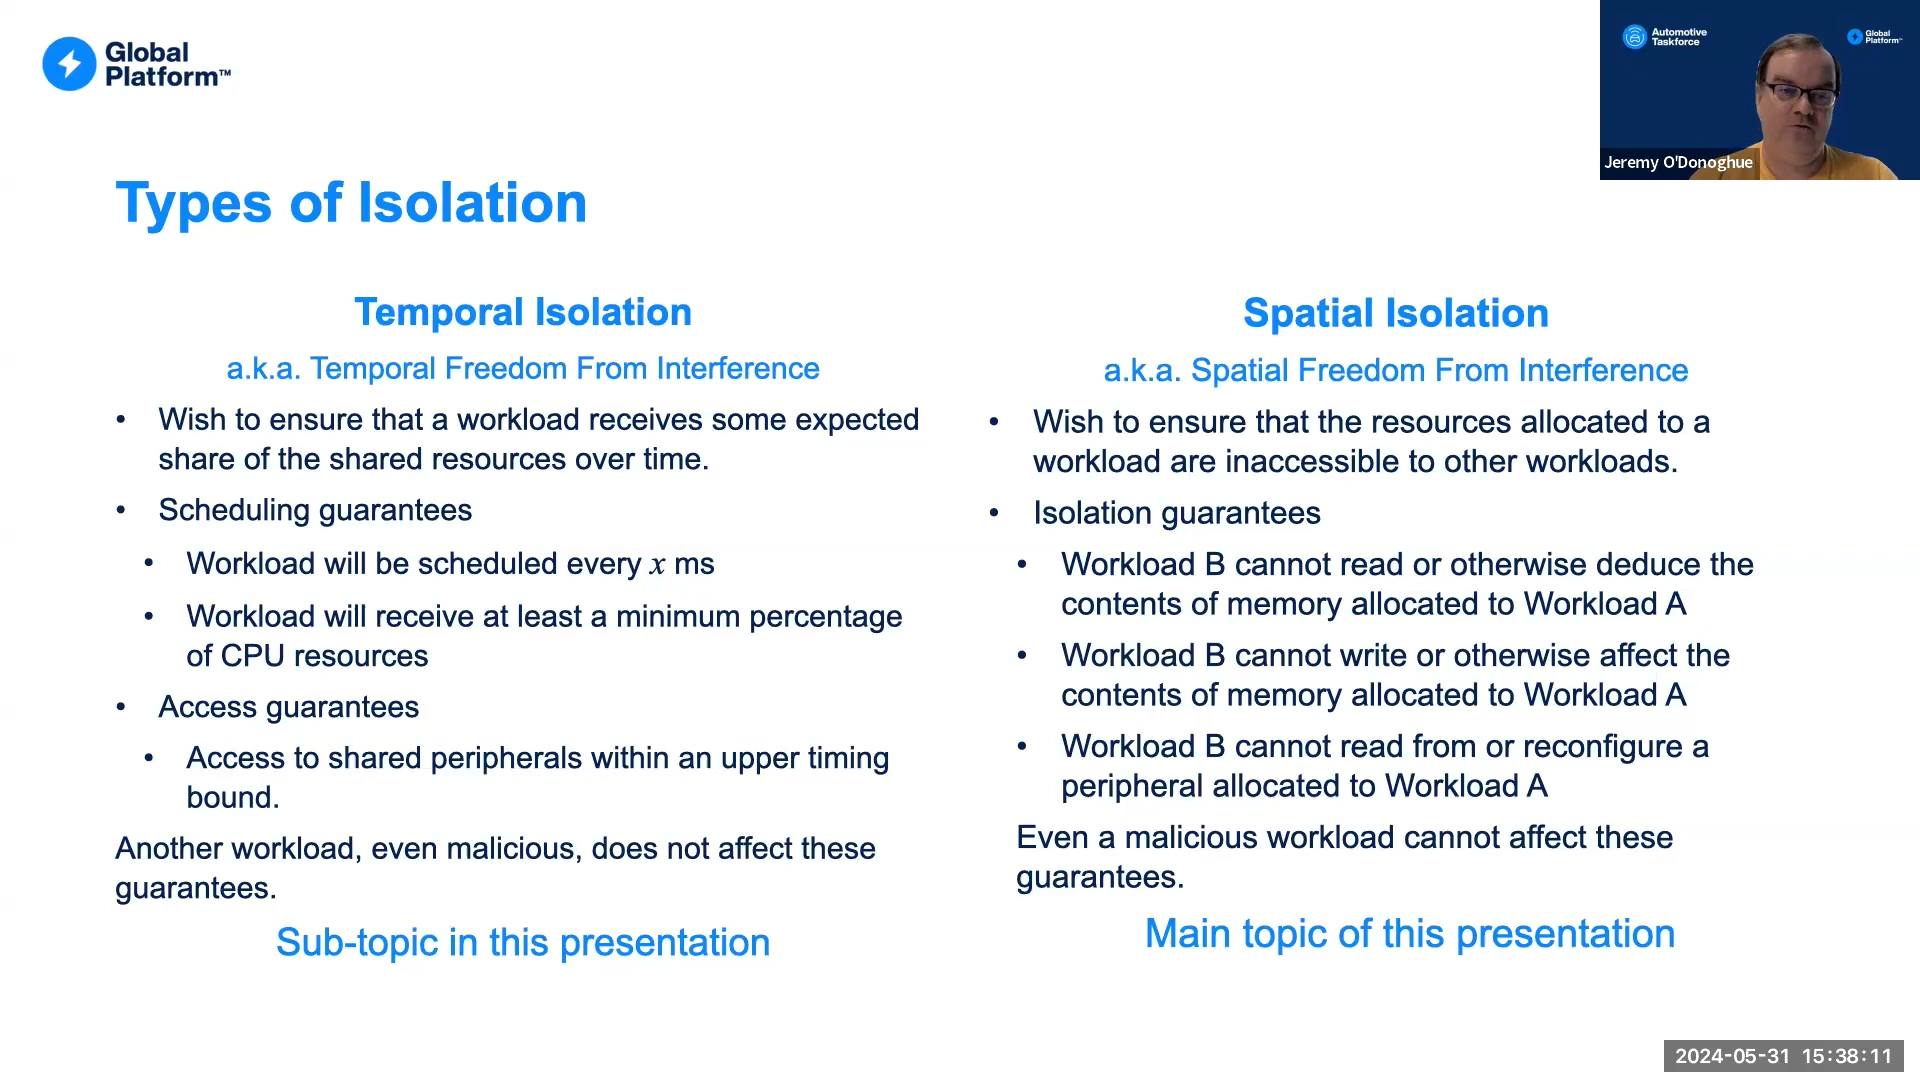 Global
Platform™
Automotive
Taskforce
Global
Platform™
Jeremy O'Donoghue
Types of Isolation
Temporal Isolation
a.k.a. Temporal Freedom From Interference
• Wish to ensure that a workload receives some expected
share of the shared resources over time.
• Scheduling guarantees
• Workload will be scheduled every x ms
• Workload will receive at least a minimum percentage
of CPU resources
• Access guarantees
• Access to shared peripherals within an upper timing
bound.
Another workload, even malicious, does not affect these
guarantees.
Sub-topic in this presentation
Spatial Isolation
a.k.a. Spatial Freedom From Interference
• Wish to ensure that the resources allocated to a
workload are inaccessible to other workloads.
• Isolation guarantees
• Workload B cannot read or otherwise deduce the
contents of memory allocated to Workload A
• Workload B cannot write or otherwise affect the
contents of memory allocated to Workload A
• Workload B cannot read from or reconfigure a
peripheral allocated to Workload A
Even a malicious workload cannot affect these
guarantees.
Main topic of this presentation
2024-05-31 15:38:11